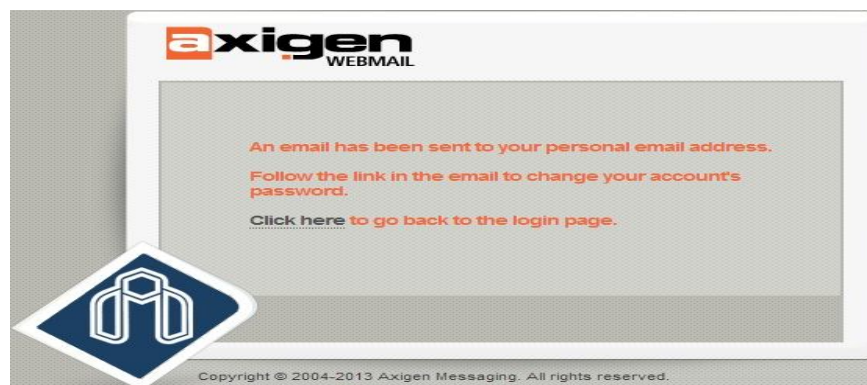 axigen
WEBMAIL
An email has been sent to your personal email address.
Follow the link in the email to change your account's
password.
Click here to go back to the login page.
Copyright © 2004-2013 Axigen Messaging. All rights reserved.